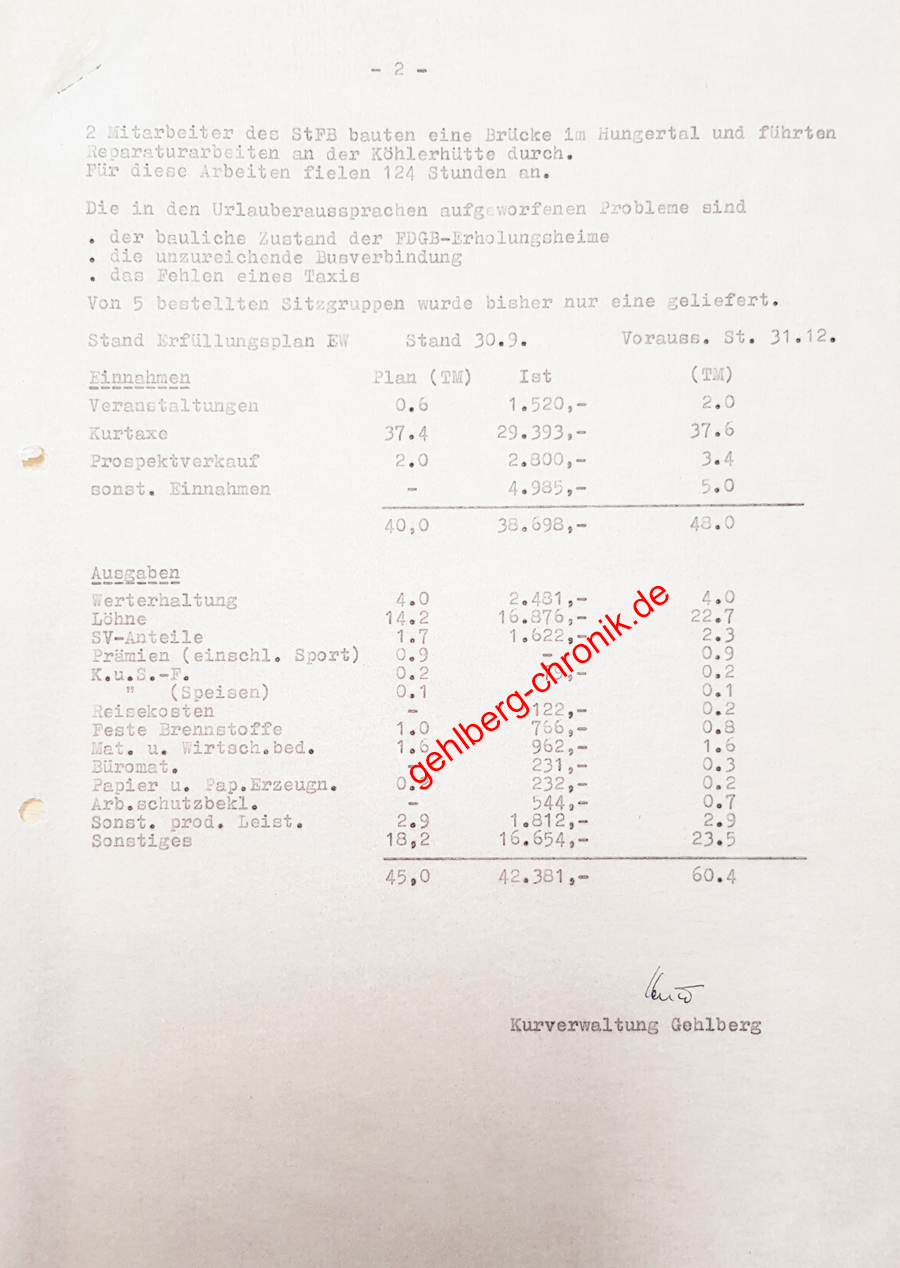 - 2 -
2 Mitarbeiter des StFB bauten eine Brücke im Hungertal und führten
Reparaturarbeiten an der Köhlerhütte durch.
Für diese Arbeiten fielen 124 Stunden an.
Die in den Urlauberaussprachen aufgeworfenen Probleme sind
. der bauliche Zustand der FDGB-Erholungsheime
. die unzureichende Busverbindung
. das Fehlen eines Taxis
Von 5 bestellten Sitzgruppen wurde bisher nur eine geliefert.
Stand Erfüllungsplan EW Stand 30.9. Vorauss. St. 31.12.
Einnahmen Plan (TM) Ist (TM)
Veranstaltungen 0.6 1.520,- 2.0
Kurtaxe 37.4 29.393,- 37.6
Prospektverkauf 2.0 2.800,- 3.4
sonst. Einnahmen - 4.985,- 5.0
40,0 38.698,- 48.0
Ausgaben
Werterhaltung 4.0 2.481,- 4.0
Löhne 14.2 16.876,- 22.7
SV-Anteile 1.7 1.622,- 2.3
Prämien (einschl. Sport) 0.9 - 0.9
K.u.S.-F. 0.2 0.2
" (Speisen) 0.1 0.1
Reisekosten - 122,- 0.2
Feste Brennstoffe 1.0 766,- 0.8
Mat. u. Wirtsch.bed. 1.6 962,- 1.6
Büromat. - 231,- 0.3
Papier u. Pap.Erzeugn. 232,- 0.2
Arb.schutzbekl. - 544,- 0.7
Sonst. prod. Leist. 2.9 1.812,- 2.9
Sonstiges 18,2 16.654,- 23.5
45,0 42.381,- 60.4
Kurverwaltung Gehlberg
gehlberg-chronik.de